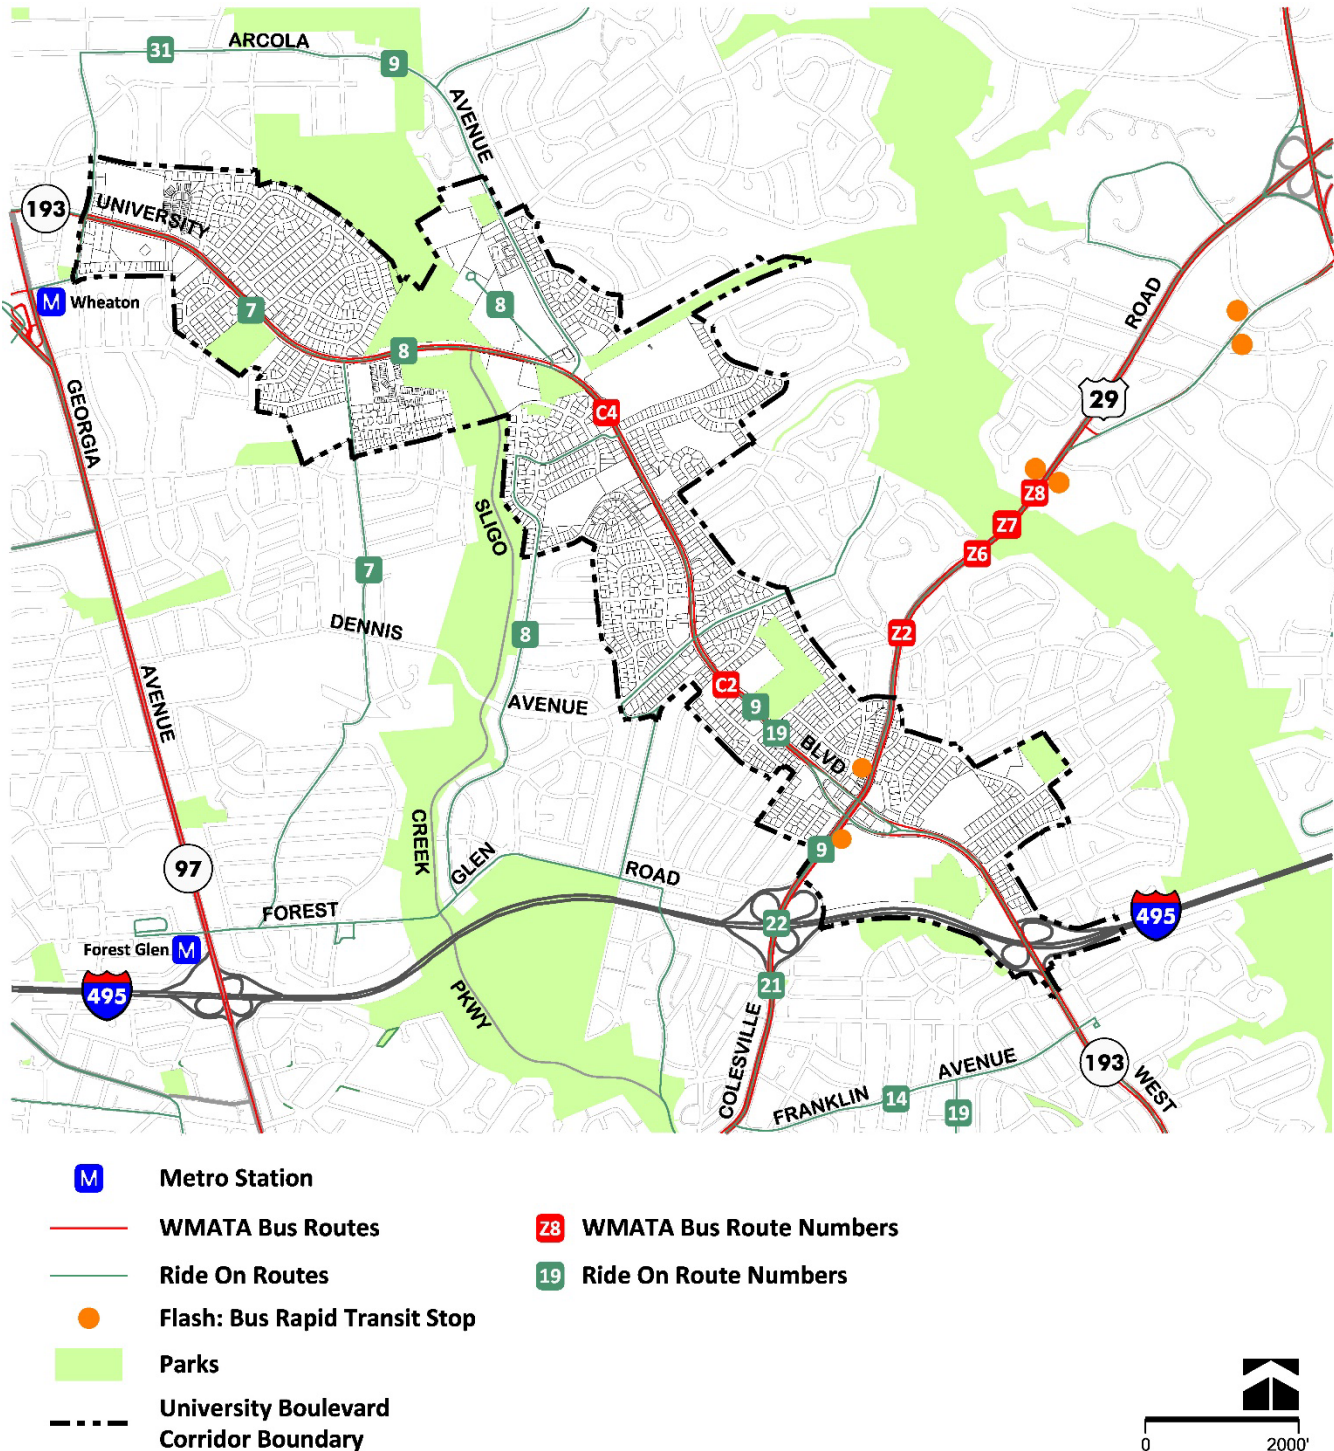 ARCOLA
31
9
AVENUE
193
UNIVERSITY
M Wheaton
7
8
8
ROAD
29
C4
GEORGIA
SLIGO
Z8
Z7
Z6
7
DENNIS
8
Z2
AVENUE
AVENUE
C2
9
19
BLVD
CREEK
GLEN
9
ROAD
97
FOREST
22
495
Forest Glen M
495
21
PKWY
COLESVILLE
AVENUE
193
WEST
FRANKLIN
14
19
M Metro Station
WMATA Bus Routes
Z8 WMATA Bus Route Numbers
Ride On Routes
19 Ride On Route Numbers
Flash: Bus Rapid Transit Stop
Parks
University Boulevard
Corridor Boundary
0 2000'